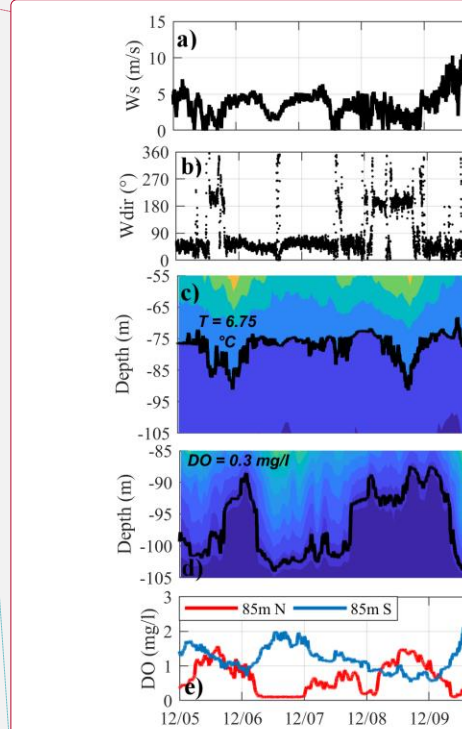 a)
Ws (m/s)
15
10
5
0
b)
Wdir (°)
360
270
180
90
0
c)
T = 6.75
°C
Depth (m)
-55
-65
-75
-85
-95
-105
DO = 0.3 mg/l
Depth (m)
-85
-90
-95
-100
-105
d)
85m N 85m S
DO (mg/l)
3
2
1
0
e)
12/05 12/06 12/07 12/08 12/09